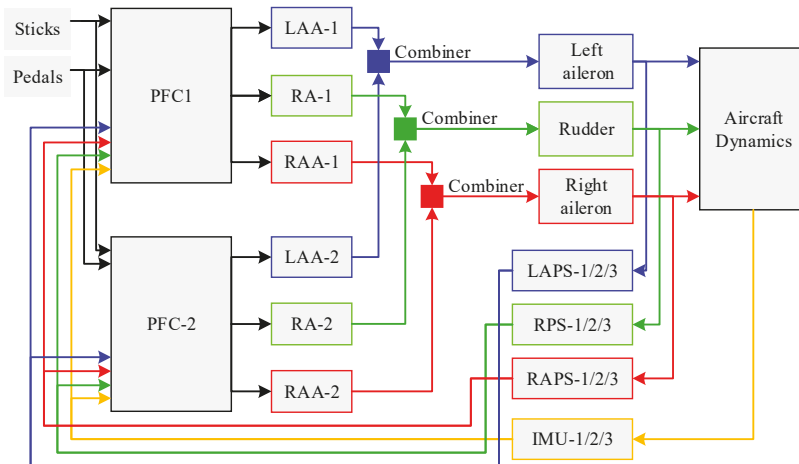 Sticks
Pedals
PFC1
LAA-1
RA-1
RAA-1
Combiner
Combiner
Combiner
Left
aileron
Rudder
Right
aileron
Aircraft
Dynamics
PFC-2
LAA-2
RA-2
RAA-2
LAPS-1/2/3
RPS-1/2/3
RAPS-1/2/3
IMU-1/2/3